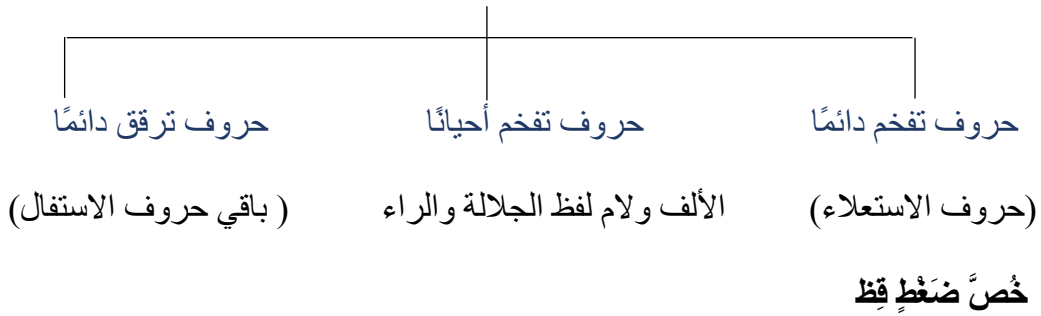 حروف تفخم دائمًا حروف تفخم أحيانًا حروف ترقق دائمًا
(حروف الاستعلاء) الألف ولام لفظ الجلالة والراء ( باقي حروف الاستفال)
خُصَّ ضَغْطٍ قِظ